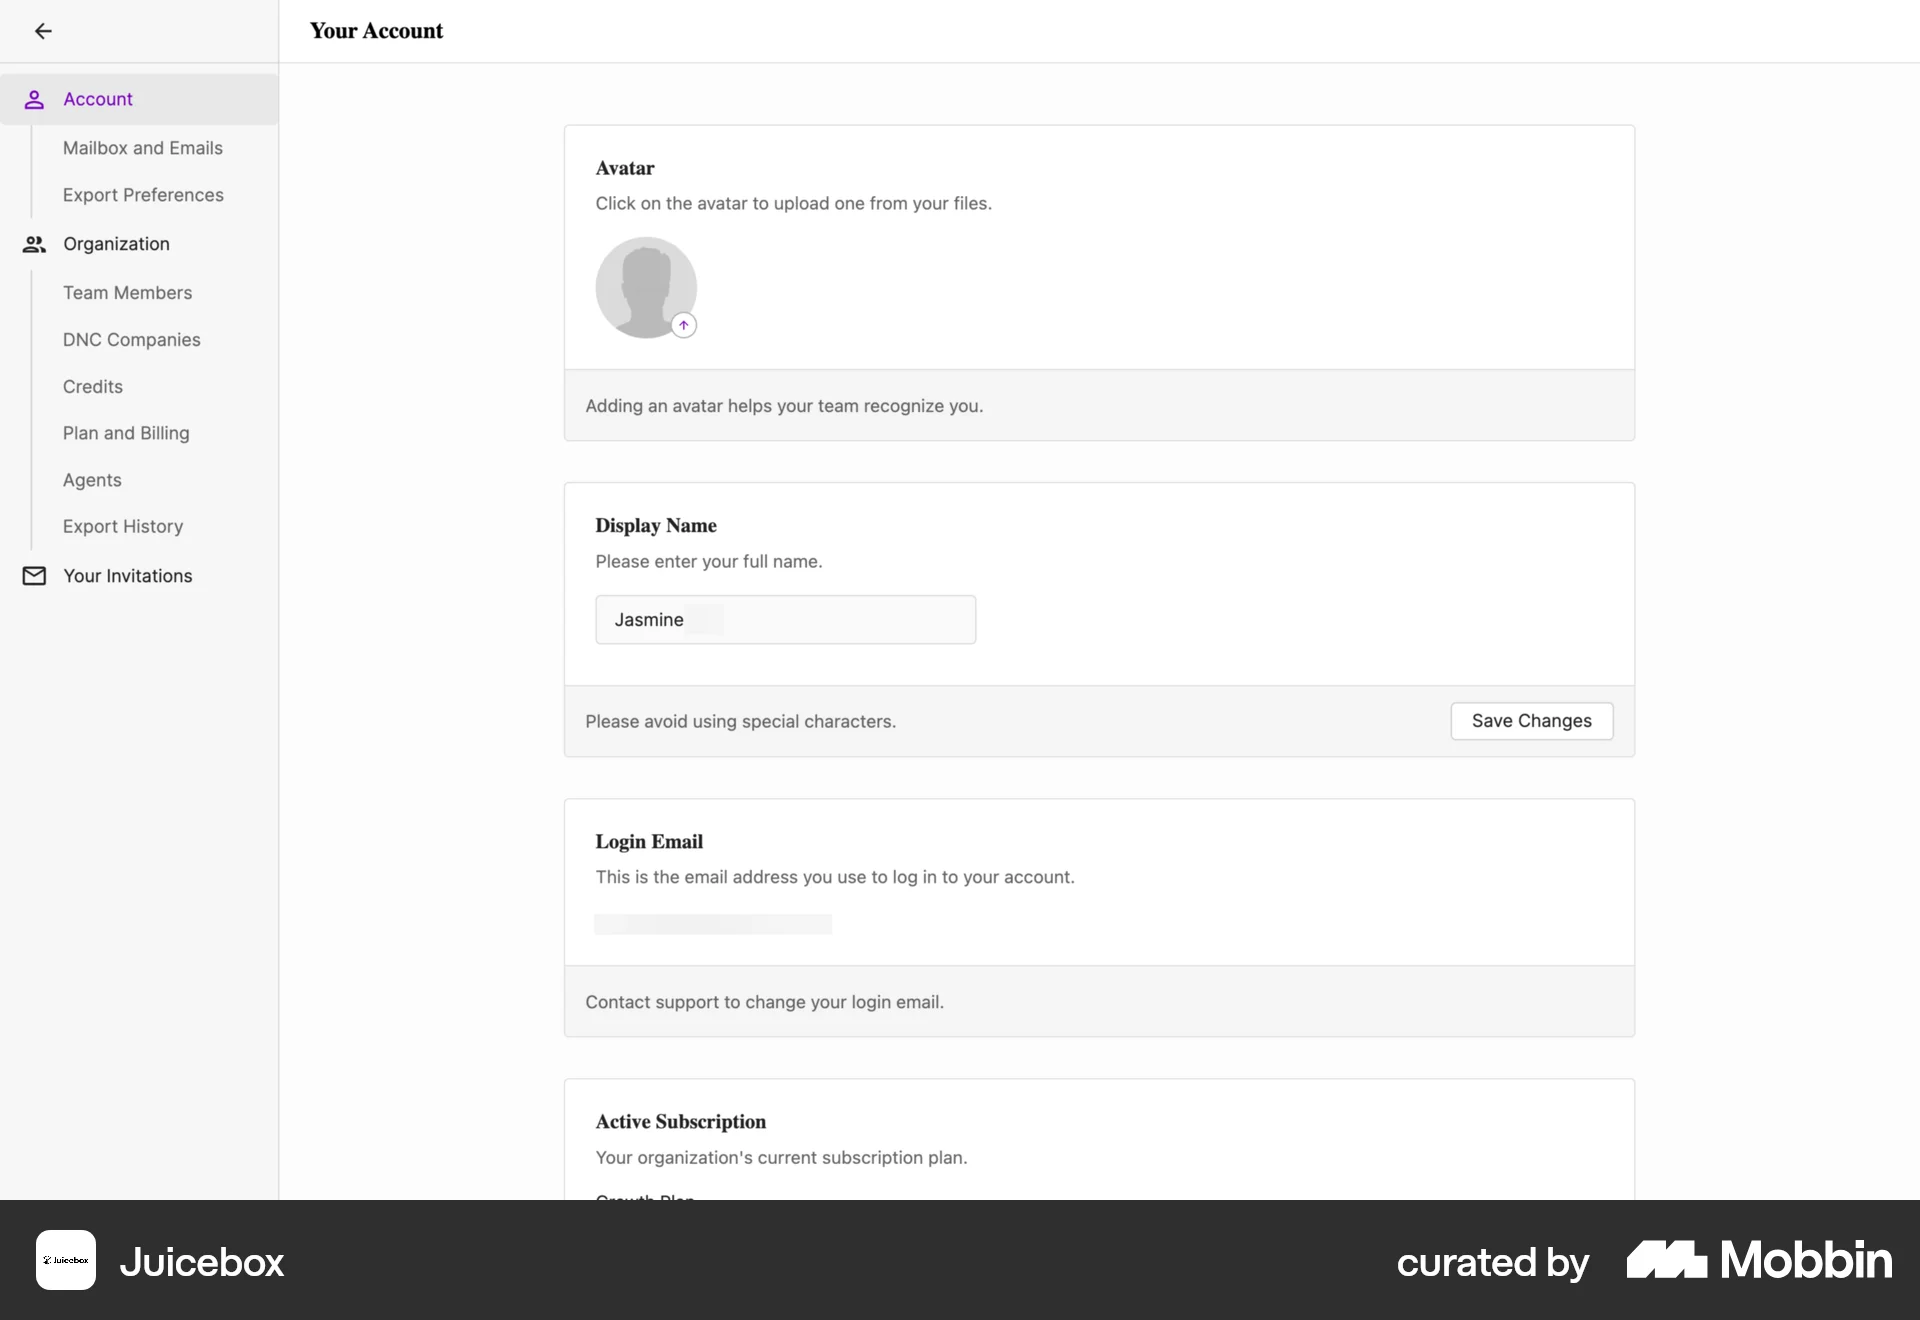 Your Account
Account
Mailbox and Emails
Export Preferences
Organization
Team Members
DNC Companies
Credits
Plan and Billing
Agents
Export History
Your Invitations
Avatar
Click on the avatar to upload one from your files.
Adding an avatar helps your team recognize you.
Display Name
Please enter your full name.
Jasmine
Please avoid using special characters.
Save Changes
Login Email
This is the email address you use to log in to your account.
Contact support to change your login email.
Active Subscription
Your organization's current subscription plan.
Growth Plan
Juicebox
Juicebox
curated by
Mobbin